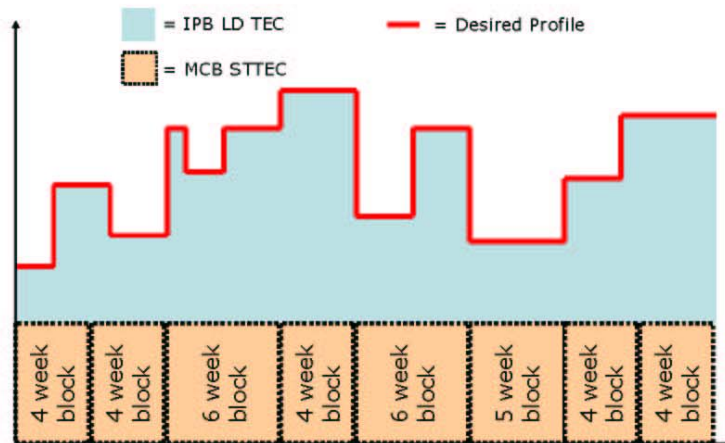 = IPB LD TEC
= Desired Profile
= MCB STTEC
4 week
block
4 week
block
6 week
block
4 week
block
6 week
block
5 week
block
4 week
block
4 week
block